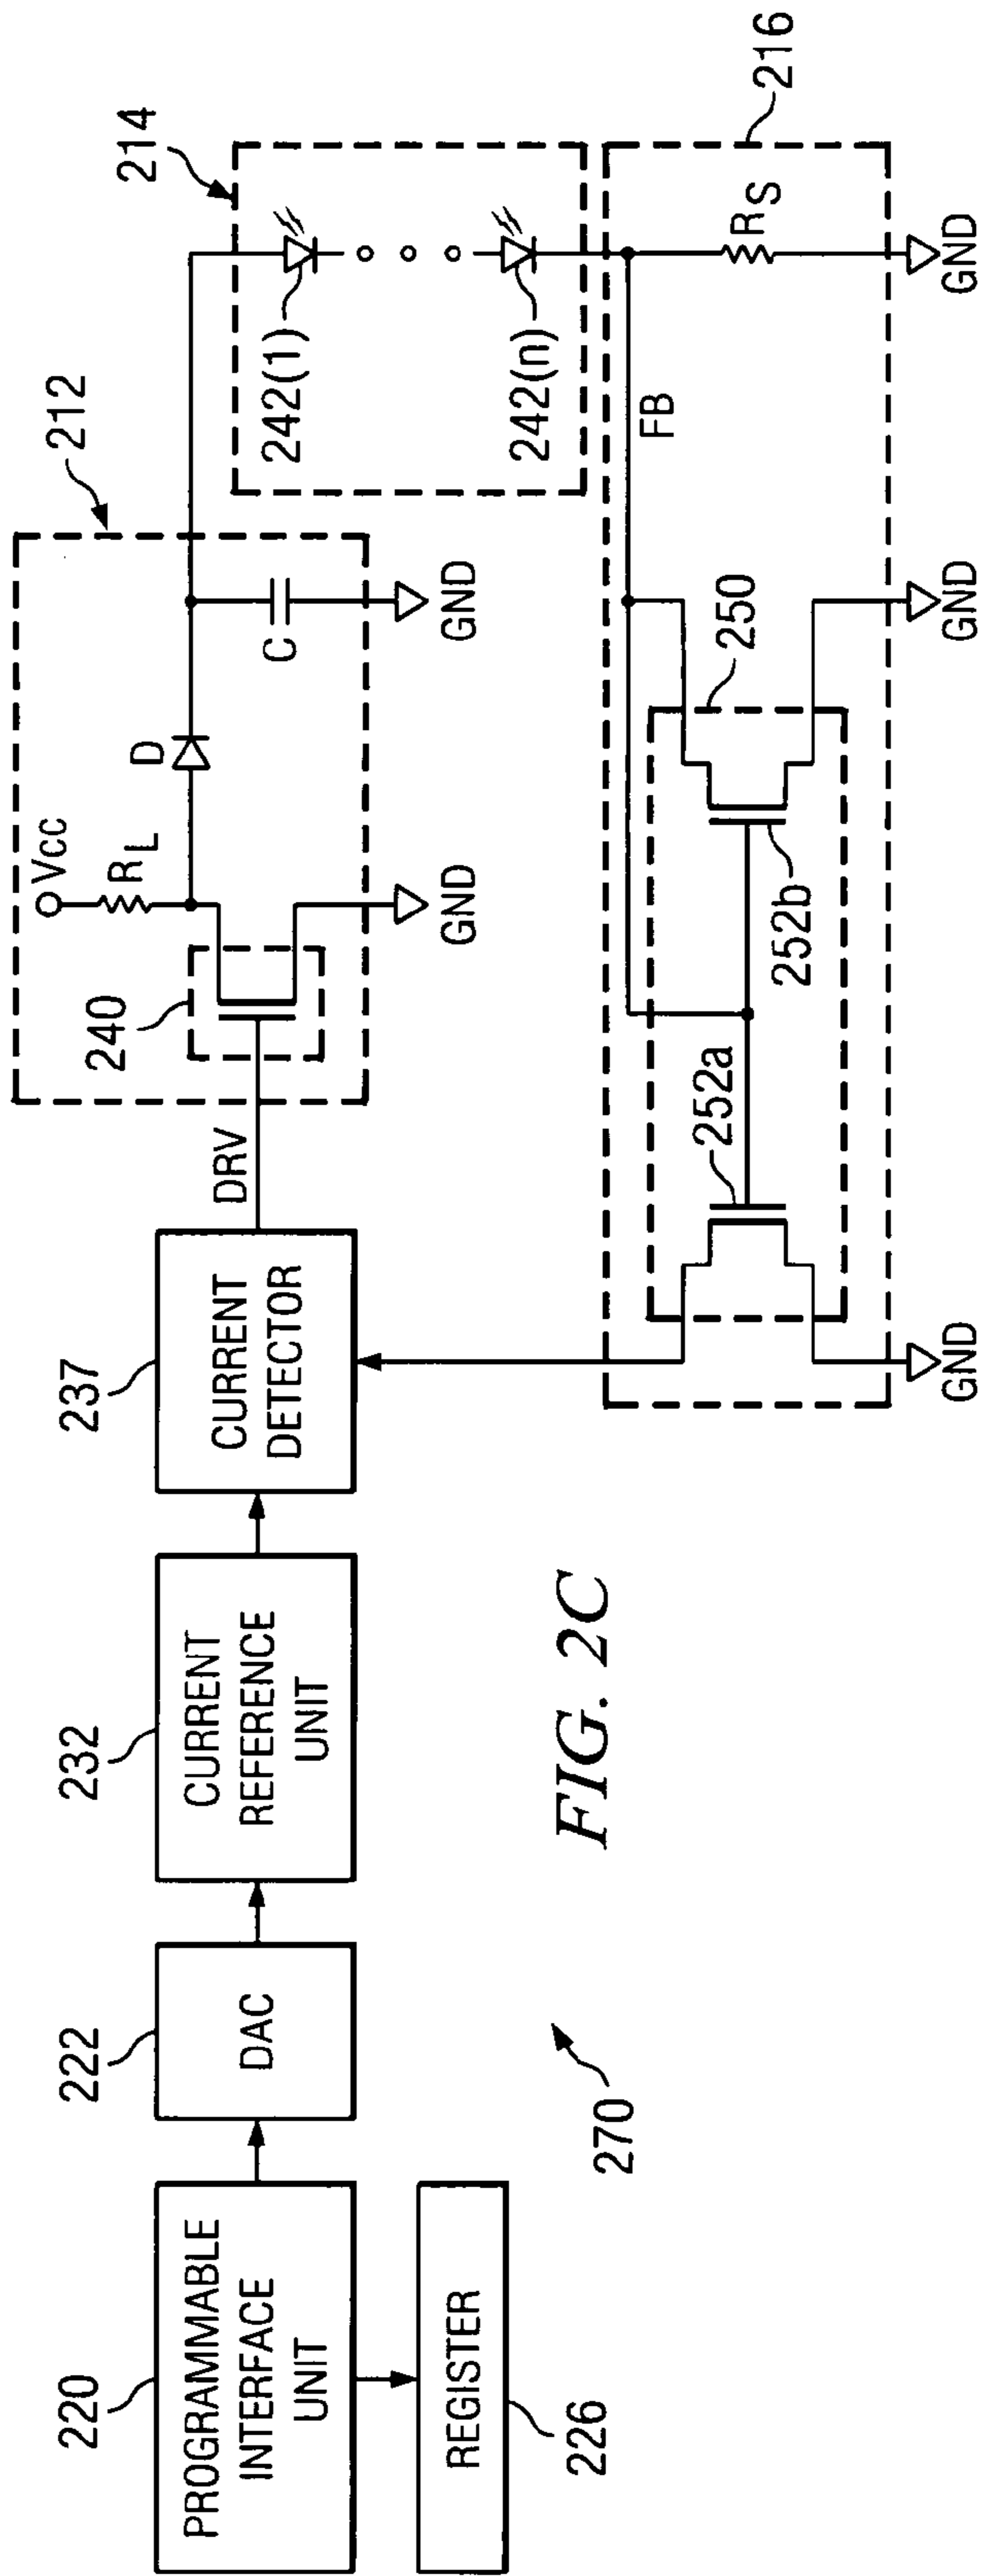 220
PROGRAMMABLE
INTERFACE
UNIT
REGISTER
226
222
DAC
270
232
CURRENT
REFERENCE
UNIT
FIG. 2C
237
CURRENT
DETECTOR
DRV
212
240
Vcc
RL
D
C
GND
GND
214
242(1)
242(n)
216
FB
RS
250
252a
252b
GND
GND
GND